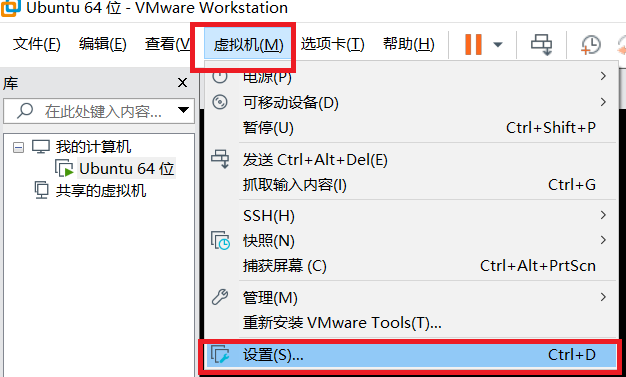 Ubuntu 64 位 - VMware Workstation
文件(F) 编辑(E) 查看(V 虚拟机(M) 选项卡(T) 帮助(H)
库
在此处键入内容...
我的计算机
Ubuntu 64 位
共享的虚拟机
电源(P)
可移动设备(D)
暂停(U) Ctrl+Shift+P
发送 Ctrl+Alt+Del(E)
抓取输入内容(I) Ctrl+G
SSH(H)
快照(N)
捕获屏幕 (C) Ctrl+Alt+PrtScn
管理(M)
重新安装 VMware Tools(T)...
设置(S)... Ctrl+D